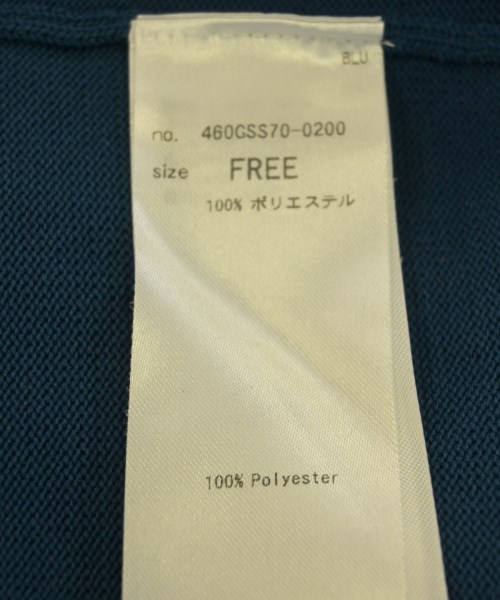 BLU
no. 460GSS70-0200
size FREE
100% ポリエステル
100% Polyester